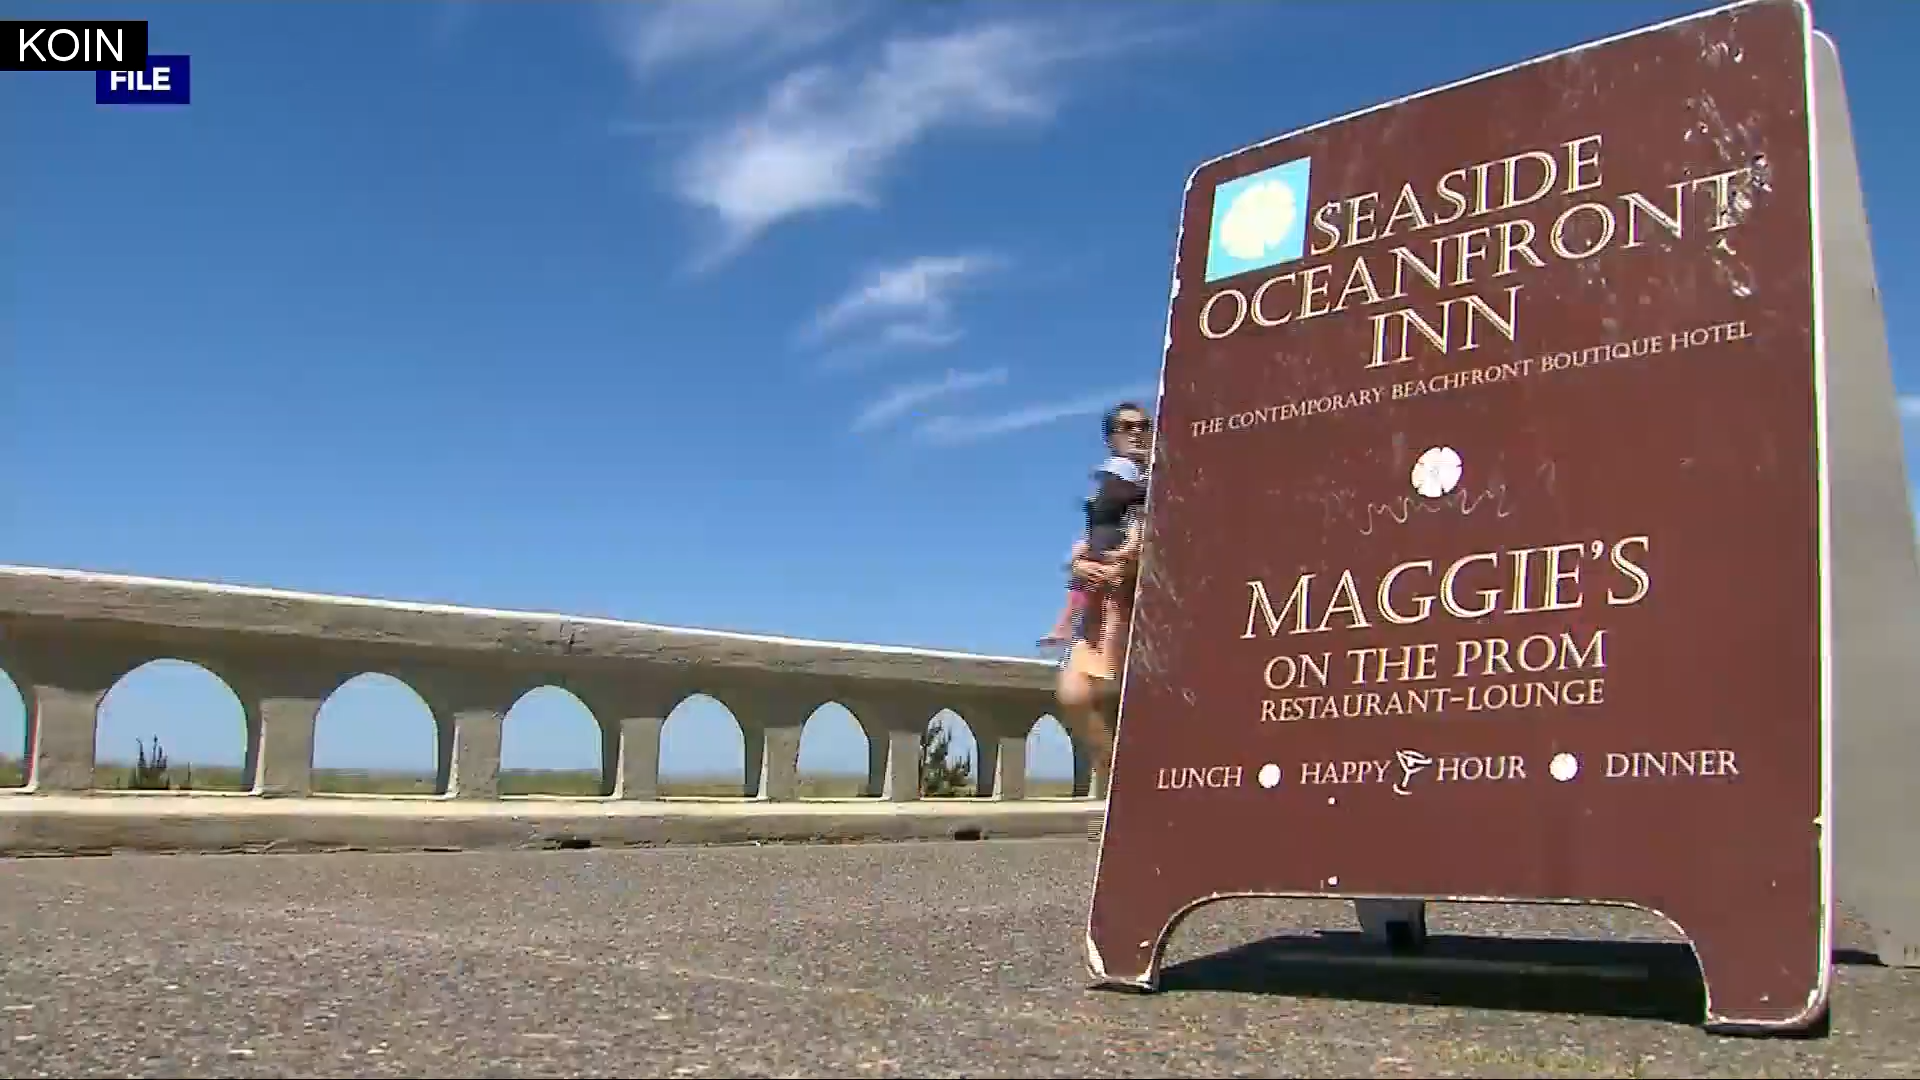 KOIN
FILE
SEASIDE
OCEANFRONT
INN
THE CONTEMPORARY BEACHFRONT BOUTIQUE HOTEL
MAGGIE'S
ON THE PROM
RESTAURANT-LOUNGE
LUNCH HAPPY HOUR DINNER